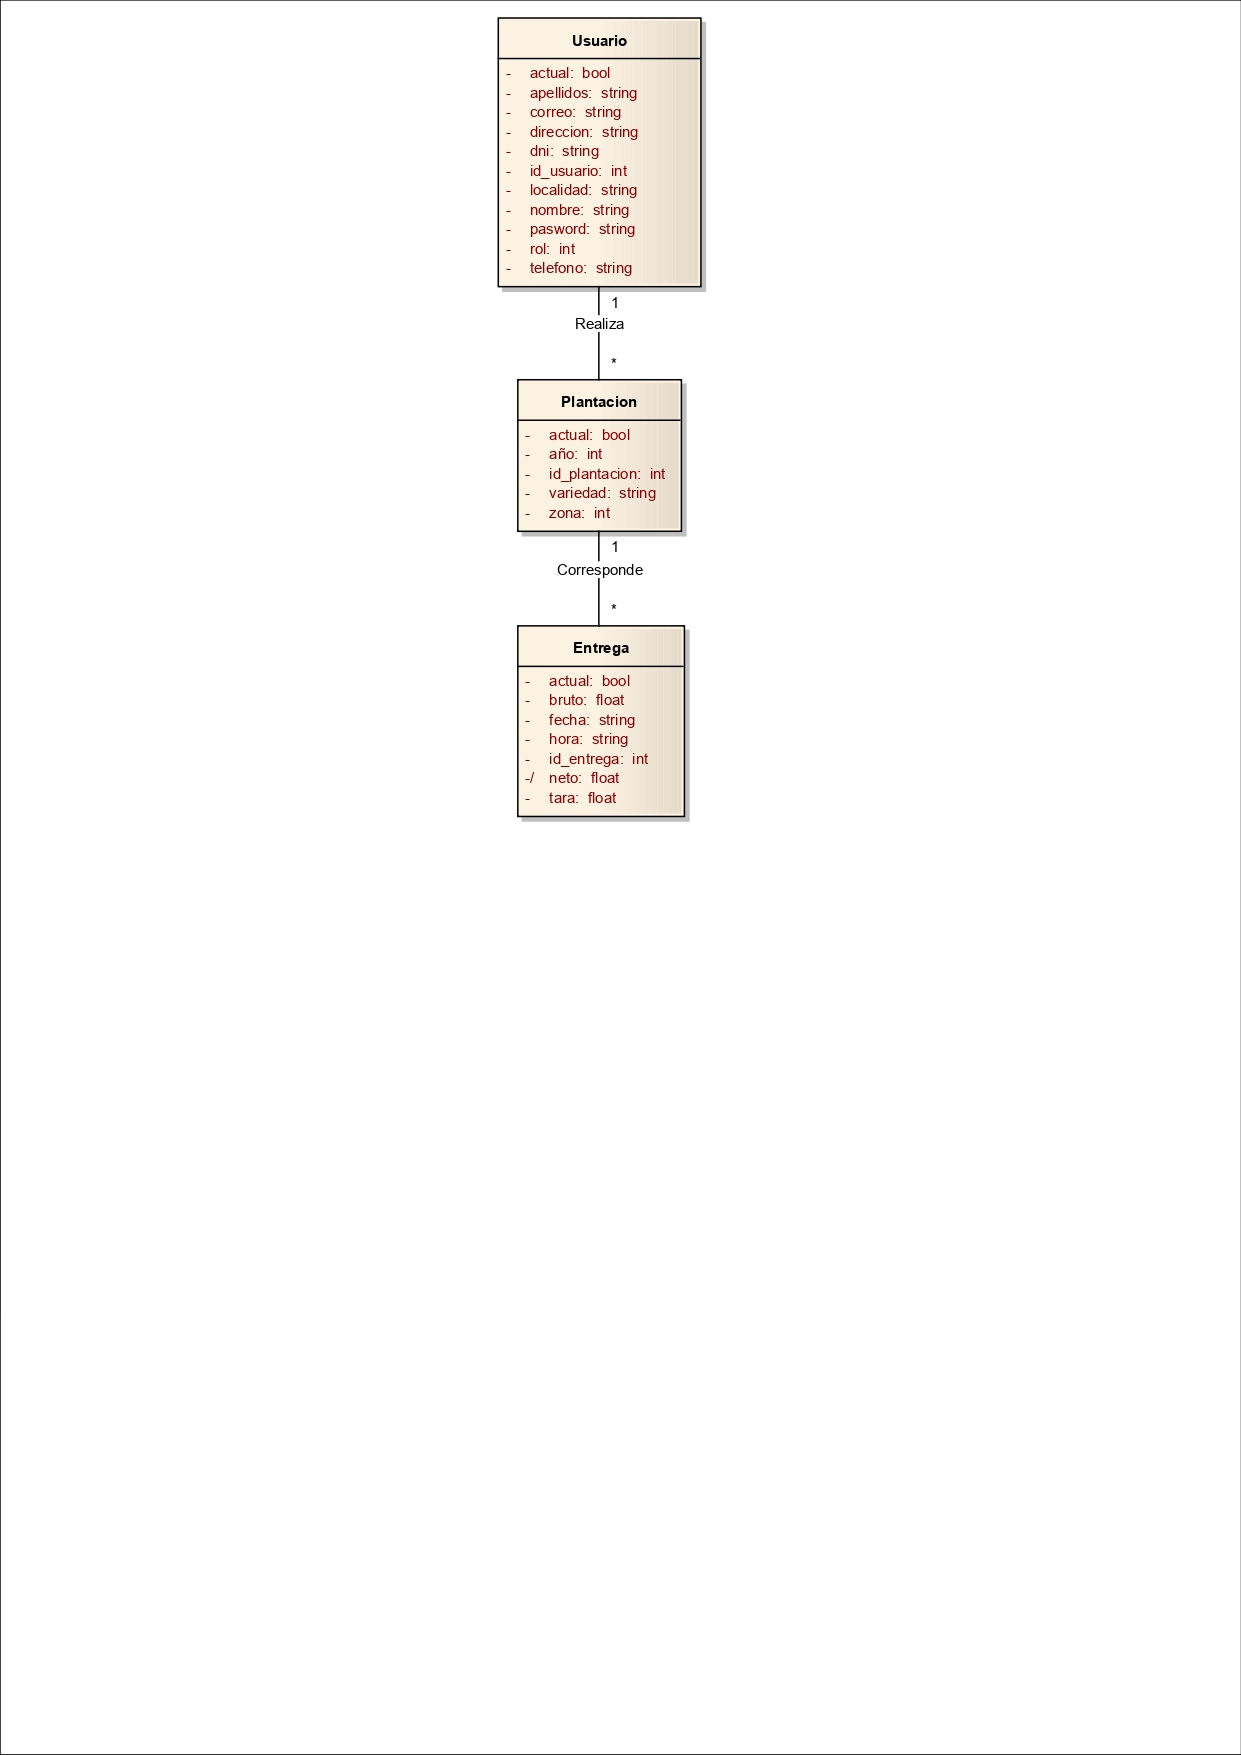 Usuario
- actual: bool
- apellidos: string
- correo: string
- direccion: string
- dni: string
- id_usuario: int
- localidad: string
- nombre: string
- pasword: string
- rol: int
- telefono: string
1
Realiza
*
Plantacion
- actual: bool
- año: int
- id_plantacion: int
- variedad: string
- zona: int
1
Corresponde
*
Entrega
- actual: bool
- bruto: float
- fecha: string
- hora: string
- id_entrega: int
-/ neto: float
- tara: float